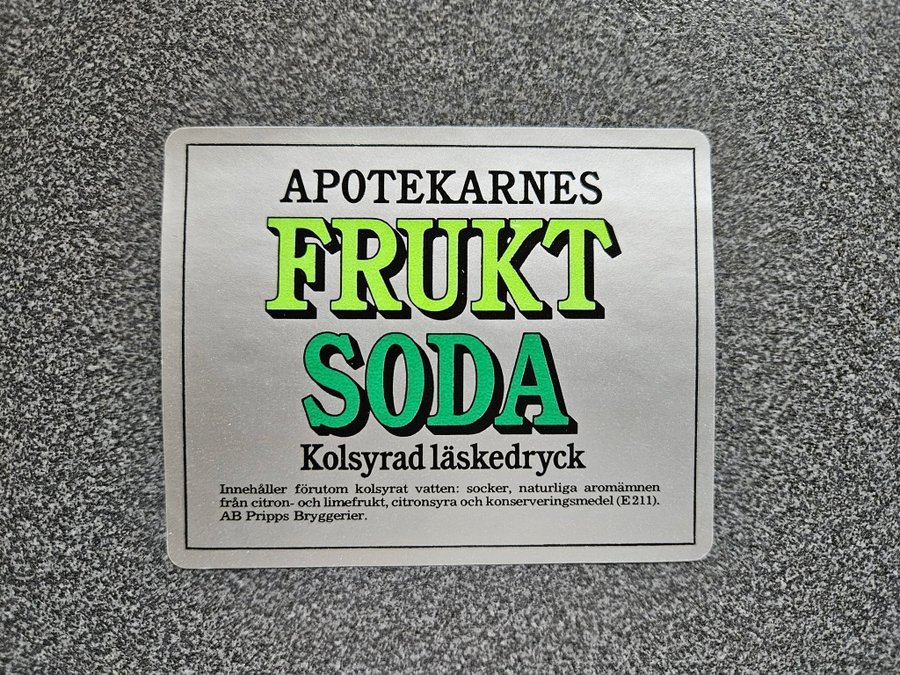 APOTEKARNES
FRUKT
SODA
Kolsyrad läskedryck
Innehåller förutom kolsyrat vatten: socker, naturliga aromämnen
från citron- och limefrukt, citronsyra och konserveringsmedel (E 211).
AB Pripps Bryggerier.